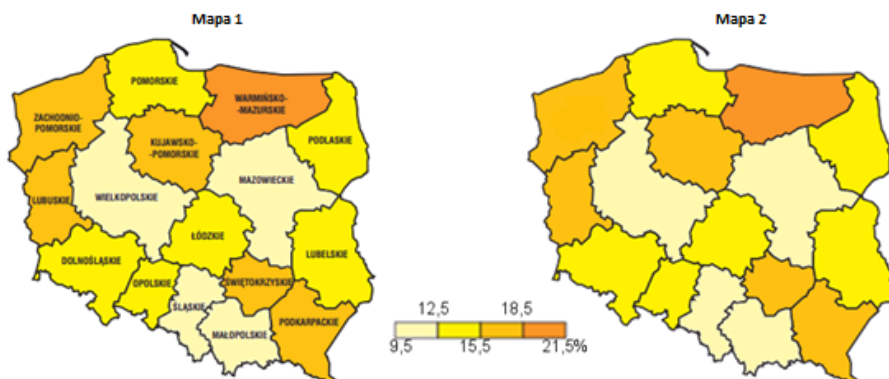 Mapa 1
Mapa 2
POMORSKIE
WARMIŃSKO-
-MAZURSKIE
ZACHODNIO-
POMORSKIE
KUJAWSKO-
-POMORSKIE
PODLASKIE
MAZOWIECKIE
LUBUSKIE
WIELKOPOLSKIE
ŁÓDZKIE
LUBELSKIE
DOLNOŚLĄSKIE
OPOLSKIE
ŚWIĘTOKRZYSKIE
ŚLĄSKIE
PODKARPACKIE
MAŁOPOLSKIE
12,5 18,5
9,5 15,5 21,5%